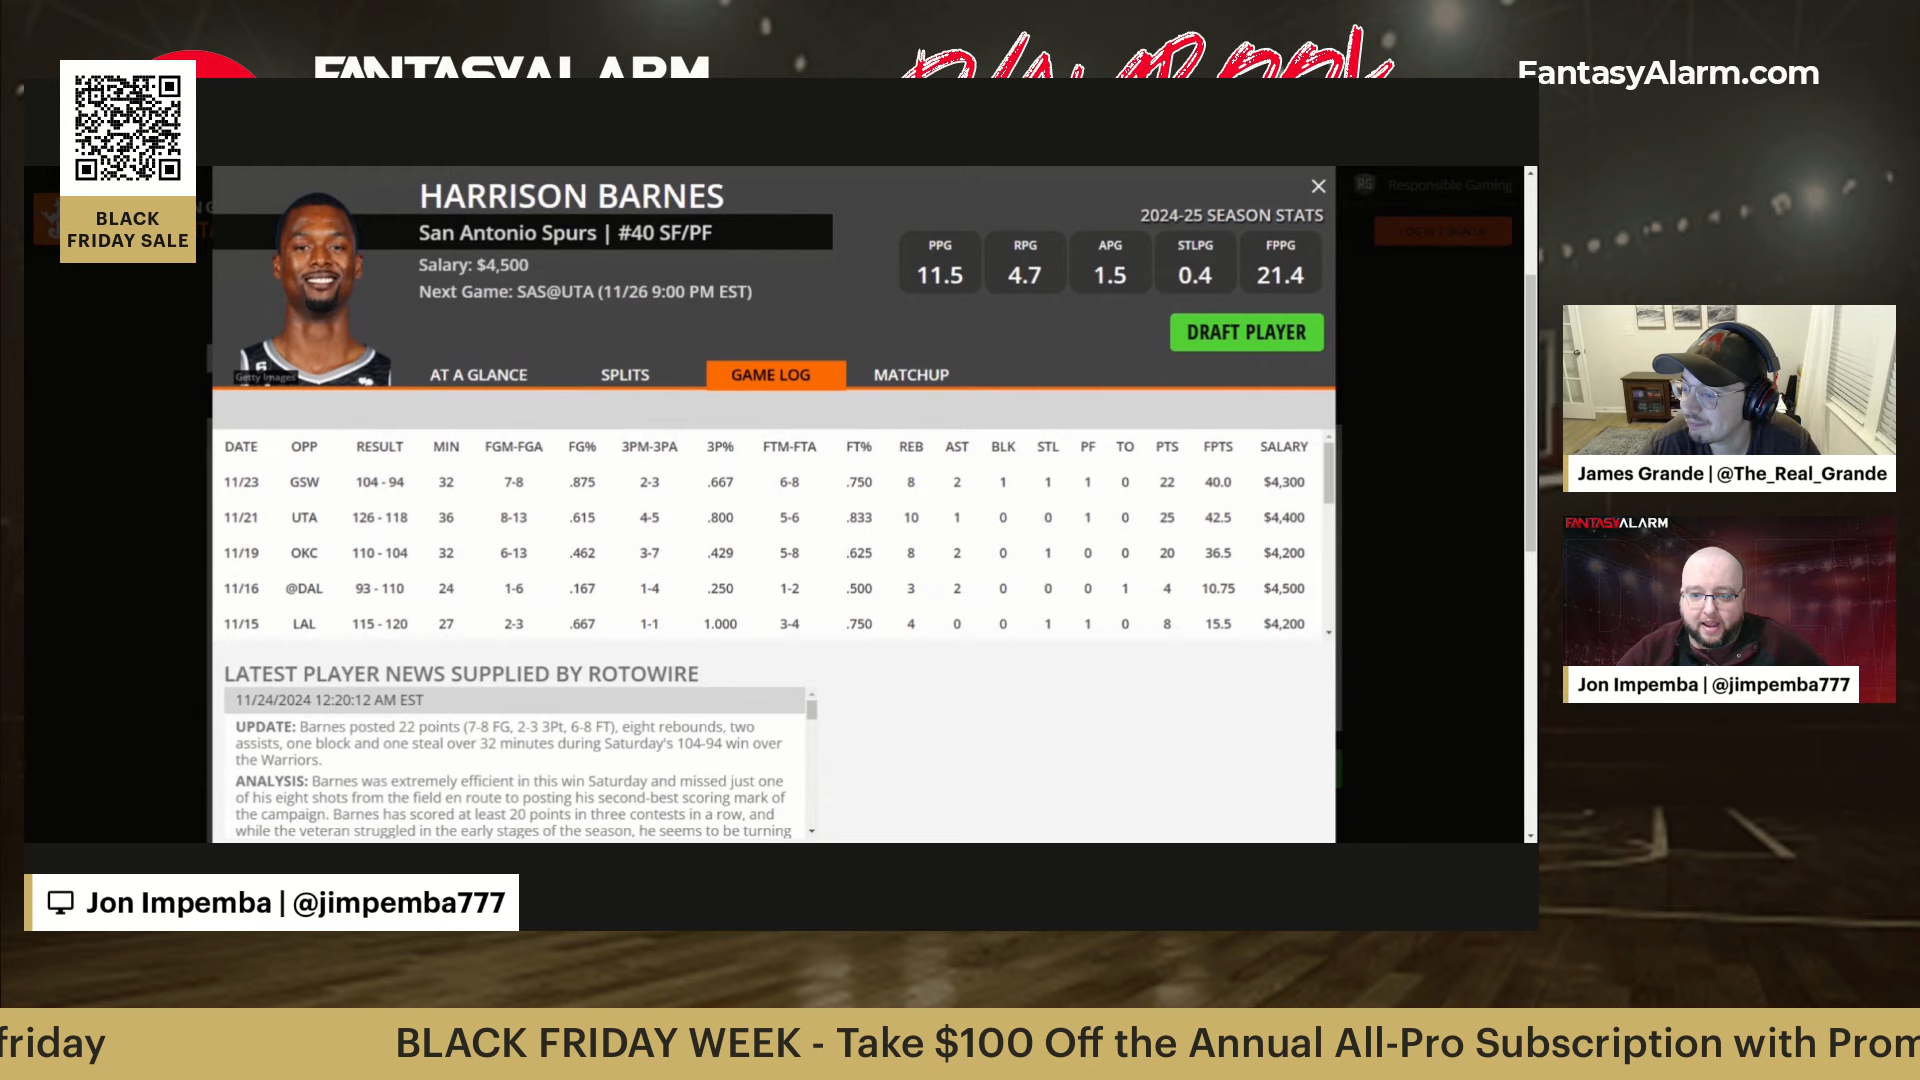 FANTASYALARM
PLAYBOOK
FantasyAlarm.com
BLACK
FRIDAY SALE
HARRISON BARNES
San Antonio Spurs | #40 SF/PF
Salary: $4,500
Next Game: SAS@UTA (11/26 9:00 PM EST)
Getty Images
2024-25 SEASON STATS
PPG RPG APG STLPG FPPG
11.5 4.7 1.5 0.4 21.4
DRAFT PLAYER
Responsible Gaming
AT A GLANCE SPLITS GAME LOG MATCHUP
DATE OPP RESULT MIN FGM-FGA FG% 3PM-3PA 3P% FTM-FTA FT% REB AST BLK STL PF TO PTS FPTS SALARY
11/23 GSW 104 - 94 32 7-8 .875 2-3 .667 6-8 .750 8 2 1 1 1 0 22 40.0 $4,300
11/21 UTA 126 - 118 36 8-13 .615 4-5 .800 5-6 .833 10 1 0 0 1 0 25 42.5 $4,400
11/19 OKC 110 - 104 32 6-13 .462 3-7 .429 5-8 .625 8 2 0 1 0 0 20 36.5 $4,200
11/16 @DAL 93 - 110 24 1-6 .167 1-4 .250 1-2 .500 3 2 0 0 0 1 4 10.75 $4,500
11/15 LAL 115 - 120 27 2-3 .667 1-1 1.000 3-4 .750 4 0 0 1 1 0 8 15.5 $4,200
LATEST PLAYER NEWS SUPPLIED BY ROTOWIRE
11/24/2024 12:20:12 AM EST
UPDATE: Barnes posted 22 points (7-8 FG, 2-3 3Pt, 6-8 FT), eight rebounds, two
assists, one block and one steal over 32 minutes during Saturday's 104-94 win over
the Warriors.
ANALYSIS: Barnes was extremely efficient in this win Saturday and missed just one
of his eight shots from the field en route to posting his second-best scoring mark of
the campaign. Barnes has scored at least 20 points in three contests in a row, and
while the veteran struggled in the early stages of the season, he seems to be turning
James Grande | @The_Real_Grande
FANTASYALARM
Jon Impemba | @jimpemba777
Jon Impemba | @jimpemba777
friday BLACK FRIDAY WEEK - Take $100 Off the Annual All-Pro Subscription with Prom